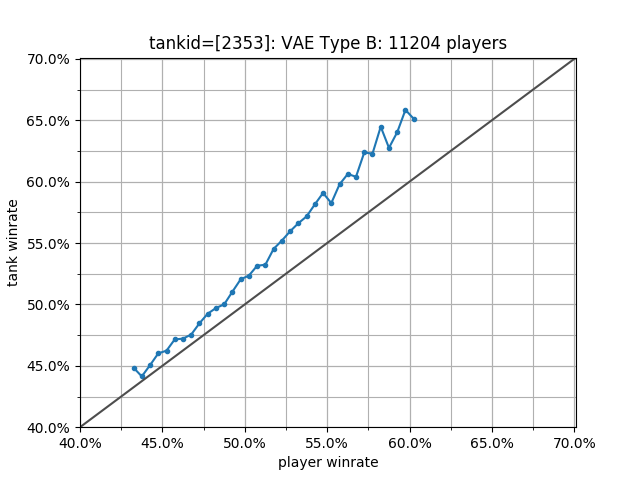 tankid=[2353]: VAE Type B: 11204 players
70.0%
65.0%
60.0%
55.0%
50.0%
45.0%
40.0%
tank winrate
40.0% 45.0% 50.0% 55.0% 60.0% 65.0% 70.0%
player winrate